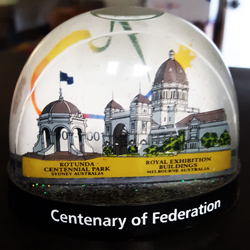 ROTUNDA
CENTENNIAL PARK
SYDNEY AUSTRALIA
ROYAL EXHIBITION
BUILDINGS
MELBOURNE AUSTRALIA
Centenary of Federation